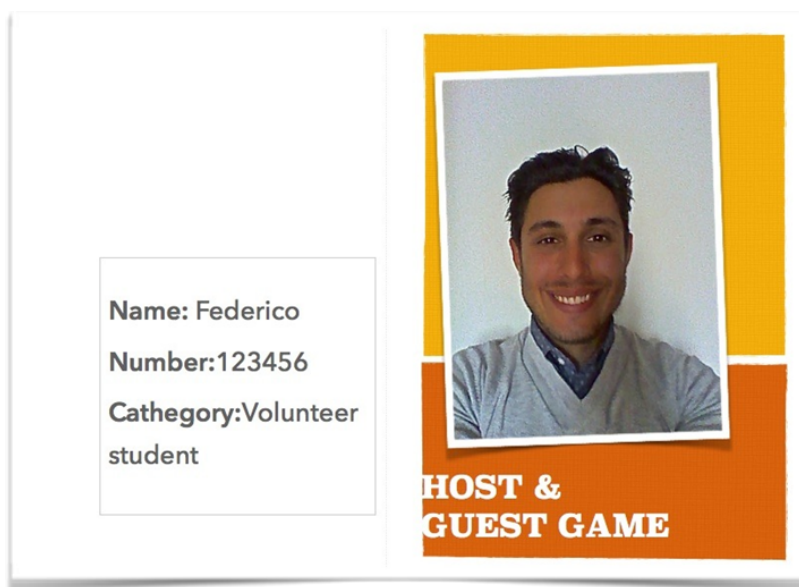 Name: Federico
Number:123456
Cathegory:Volunteer
student
HOST &
GUEST GAME